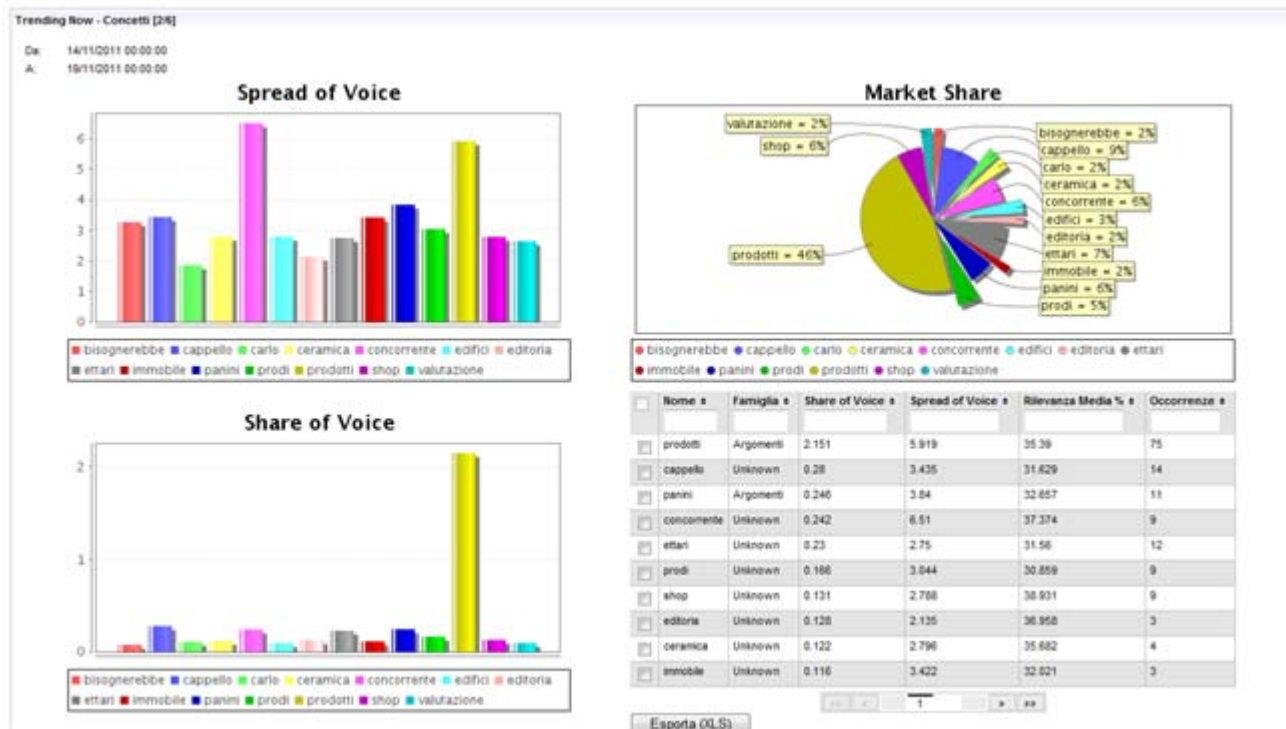 Trending Now - Concetti [2/6]
Da: 14/11/2011 00:00:00
A: 19/11/2011 00:00:00
Spread of Voice
6
5
4
3
2
1
0
bisognerebbe cappello carlo ceramica concorrente edifici editoria
ettari immobile panini prodi prodotti shop valutazione
Share of Voice
2
1
0
bisognerebbe cappello carlo ceramica concorrente edifici editoria
ettari immobile panini prodi prodotti shop valutazione
Market Share
valutazione = 2%
shop = 6%
prodotti = 46%
bisognerebbe = 2%
cappello = 9%
carlo = 2%
ceramica = 2%
concorrente = 6%
edifici = 3%
editoria = 2%
ettari = 7%
immobile = 2%
panini = 6%
prodi = 5%
bisognerebbe cappello carlo ceramica concorrente edifici editoria ettari
immobile panini prodi prodotti shop valutazione
Nome Famiglia Share of Voice Spread of Voice Rilevanza Media % Occorrenze
prodotti Argomenti 2.151 5.919 35.39 75
cappello Unknown 0.28 3.435 31.629 14
panini Argomenti 0.246 3.84 32.657 11
concorrente Unknown 0.242 6.51 37.374 9
ettari Unknown 0.23 2.75 31.56 12
prodi Unknown 0.166 3.044 30.859 9
shop Unknown 0.131 2.788 38.931 9
editoria Unknown 0.128 2.135 36.958 3
ceramica Unknown 0.122 2.796 35.682 4
immobile Unknown 0.116 3.422 32.021 3
1
Esporta (XLS)